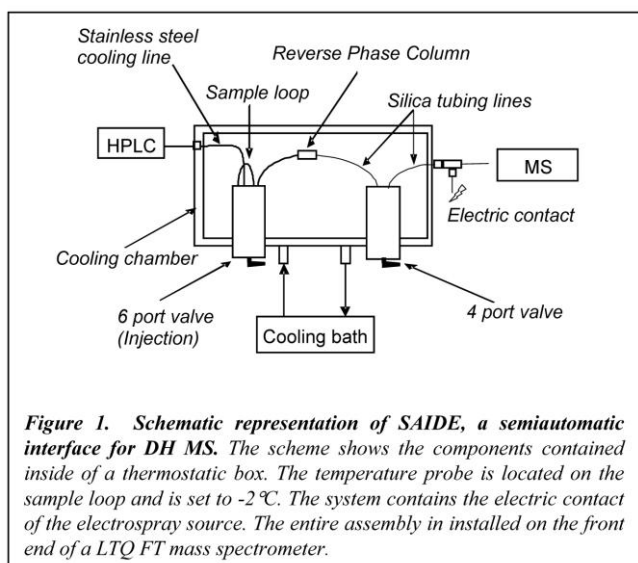 Stainless steel
cooling line
Reverse Phase Column
Sample loop
Silica tubing lines
HPLC
MS
Electric contact
Cooling chamber
6 port valve
(Injection)
4 port valve
Cooling bath
Figure 1. Schematic representation of SAIDE, a semiautomatic
interface for DH MS. The scheme shows the components contained
inside of a thermostatic box. The temperature probe is located on the
sample loop and is set to -2°C. The system contains the electric contact
of the electrospray source. The entire assembly in installed on the front
end of a LTQ FT mass spectrometer.